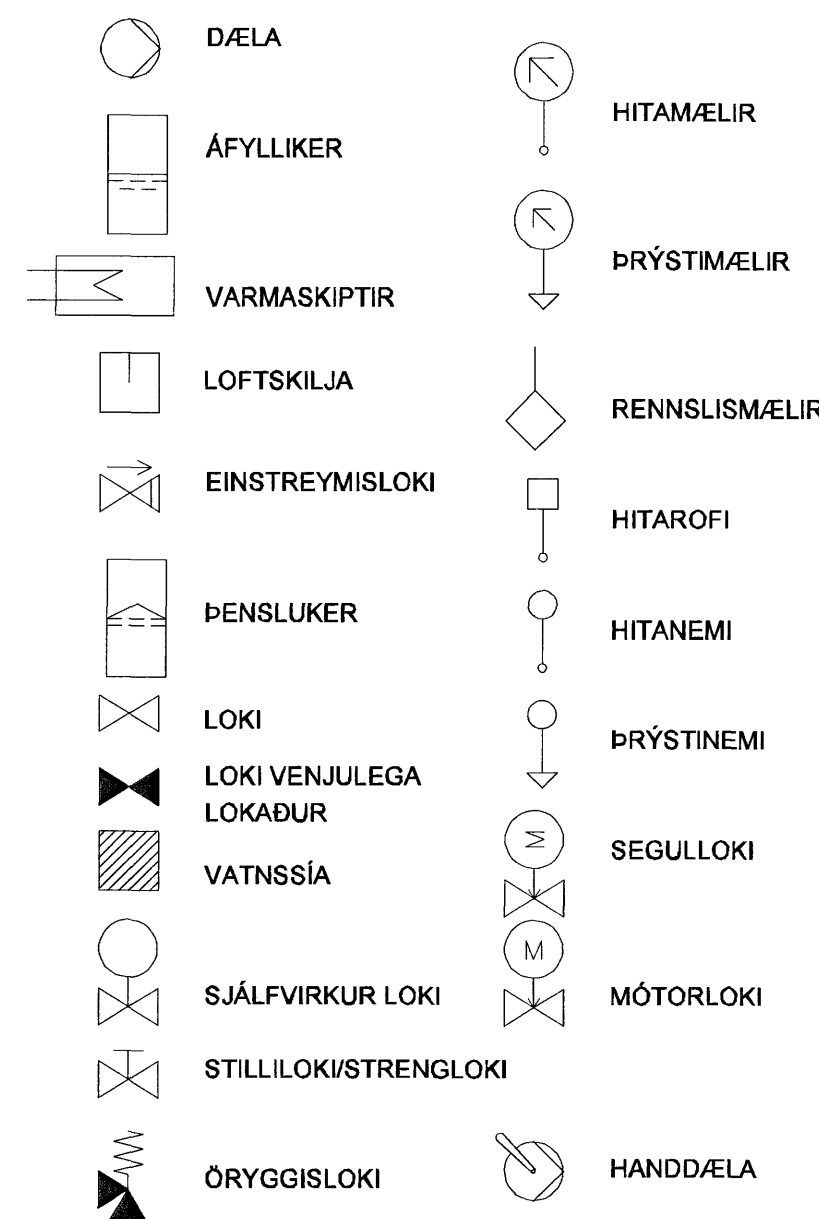 DÆLA
ÁFYLLIKER
VARMASKIPTIR
LOFTSKILJA
EINSTREYMISLOKI
ÞENSLUKER
LOKI
LOKI VENJULEGA
LOKAÐUR
VATNSSÍA
SJÁLFVIRKUR LOKI
STILLILOKI/STRENGLOKI
ÖRYGGISLOKI
HITAMÆLIR
ÞRÝSTIMÆLIR
RENNSLISMÆLIR
HITAROFI
HITANEMI
ÞRÝSTINEMI
Σ
SEGULLOKI
M
MÓTORLOKI
HANDDÆLA